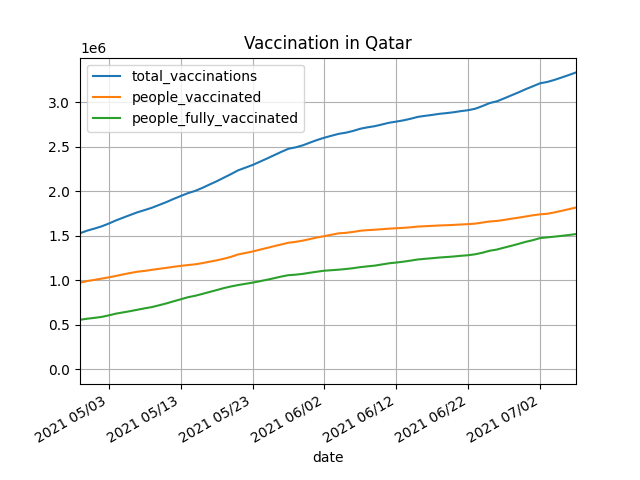 Vaccination in Qatar
1e6
total_vaccinations
people_vaccinated
people_fully_vaccinated
3.0
2.5
2.0
1.5
1.0
0.5
0.0
2021 05/03
2021 05/13
2021 05/23
2021 06/02
2021 06/12
2021 06/22
2021 07/02
date